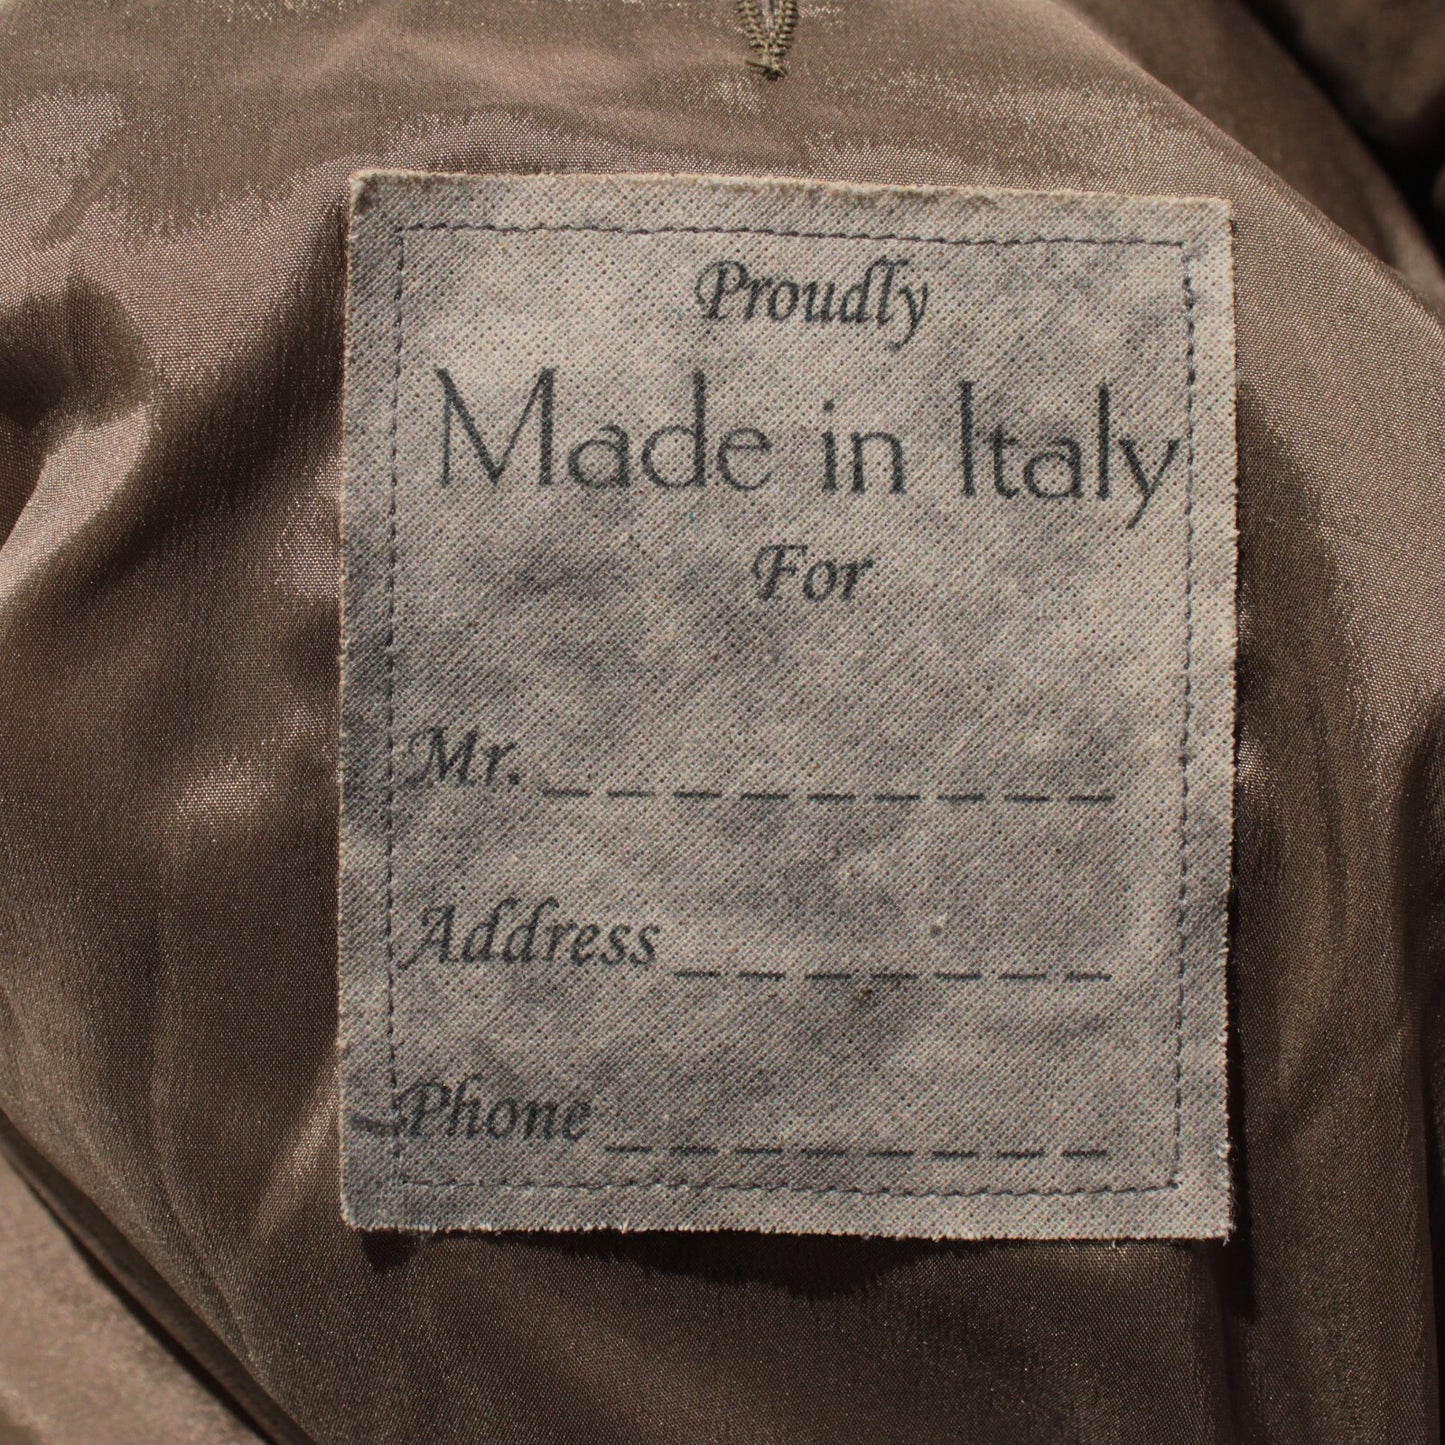 Proudly
Made in Italy
For
Mr. _ _ _ _ _ _ _ _ _
Address _ _ _ _ _ _ _
Phone _ _ _ _ _ _ _ _